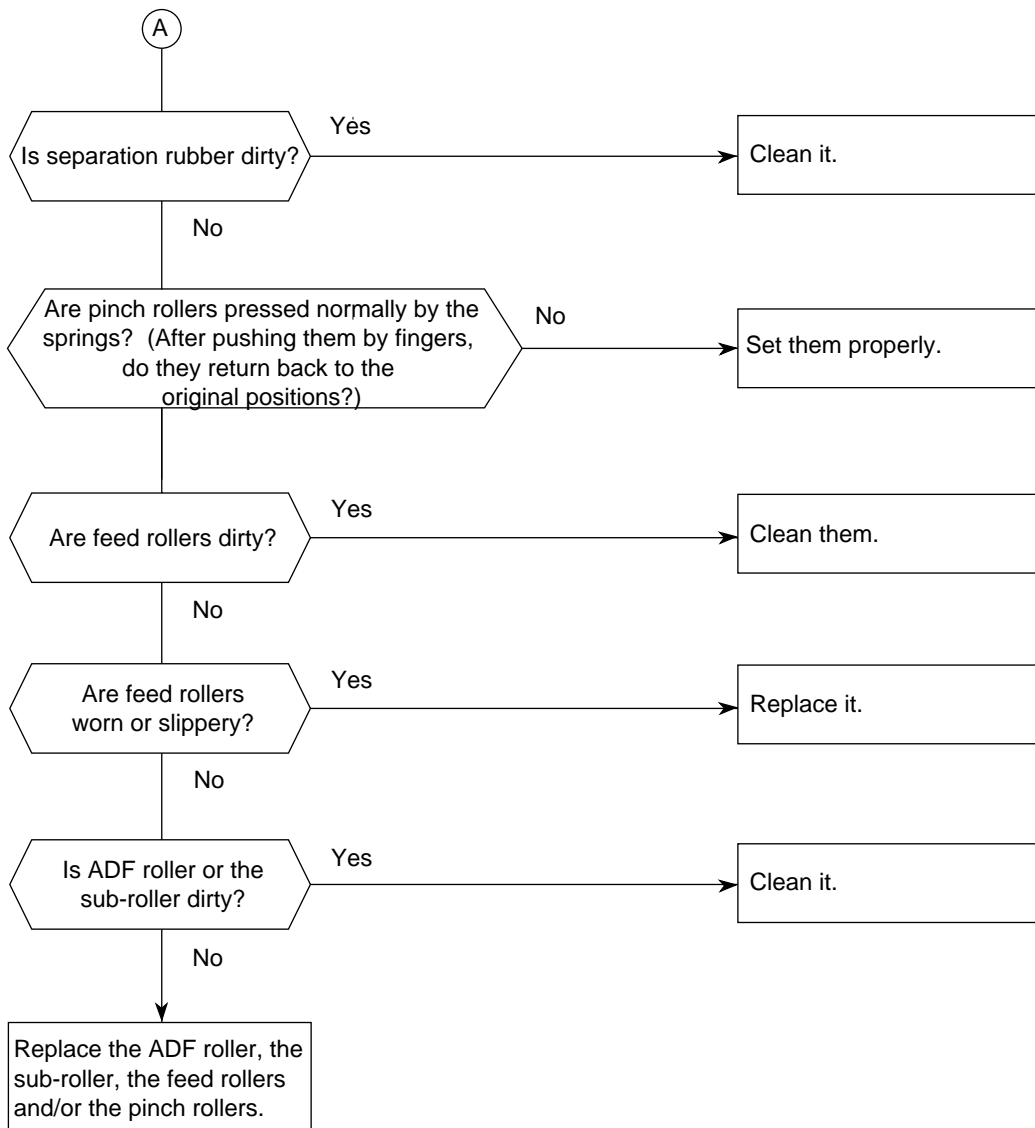 A
Is separation rubber dirty?
Yes
Clean it.
No
Are pinch rollers pressed normally by the
springs? (After pushing them by fingers,
do they return back to the
original positions?)
No
Set them properly.
Are feed rollers dirty?
Yes
Clean them.
No
Are feed rollers
worn or slippery?
Yes
Replace it.
No
Is ADF roller or the
sub-roller dirty?
Yes
Clean it.
No
Replace the ADF roller, the
sub-roller, the feed rollers
and/or the pinch rollers.